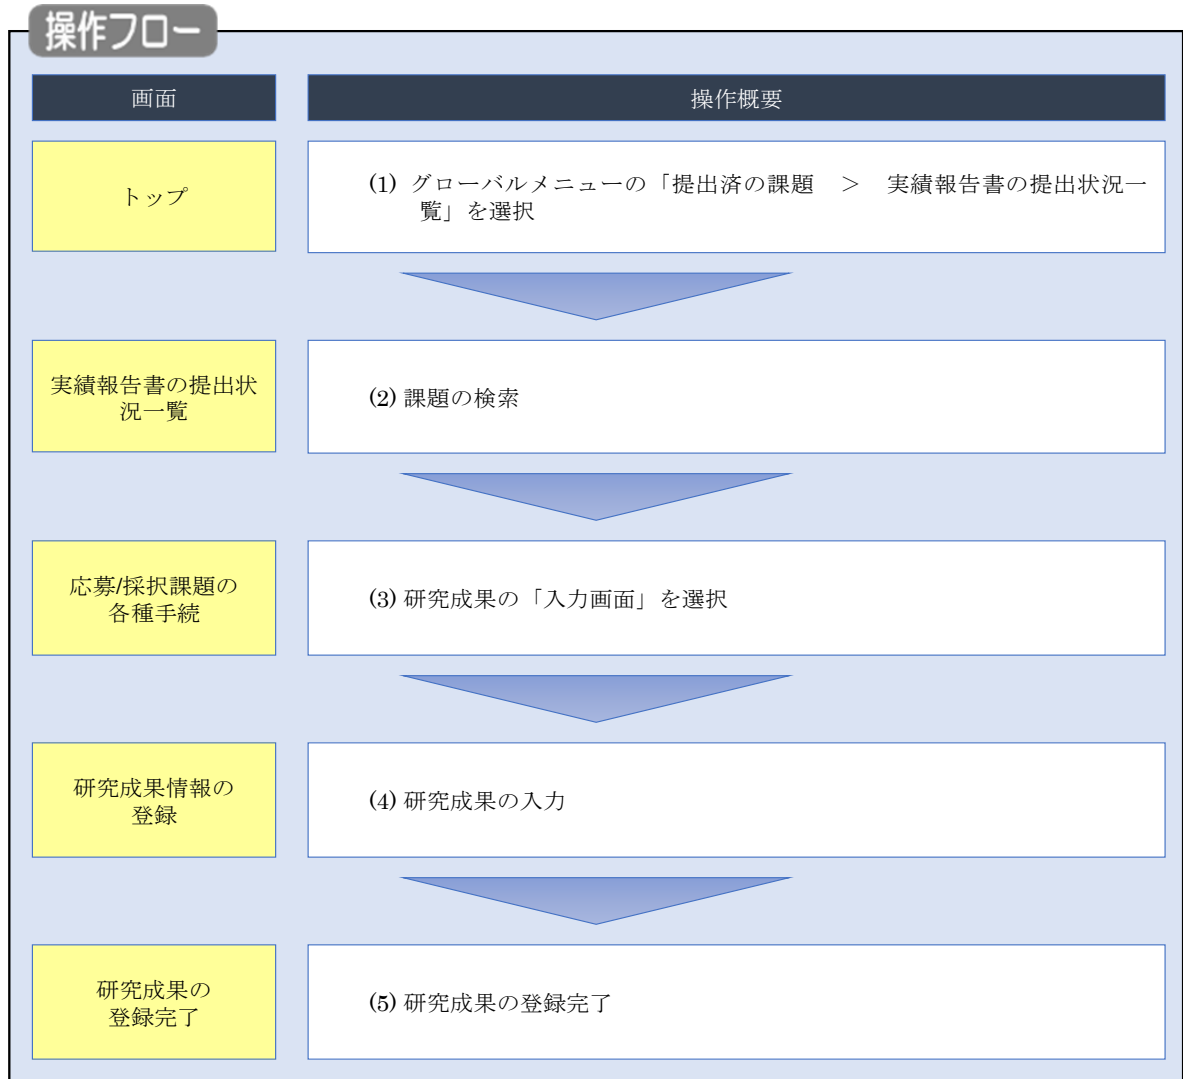 操作フロー
画面
操作概要
トップ
(1) グローバルメニューの「提出済の課題　＞　実績報告書の提出状況一
覧」を選択
実績報告書の提出状
況一覧
(2) 課題の検索
応募/採択課題の
各種手続
(3) 研究成果の「入力画面」を選択
研究成果情報の
登録
(4) 研究成果の入力
研究成果の
登録完了
(5) 研究成果の登録完了